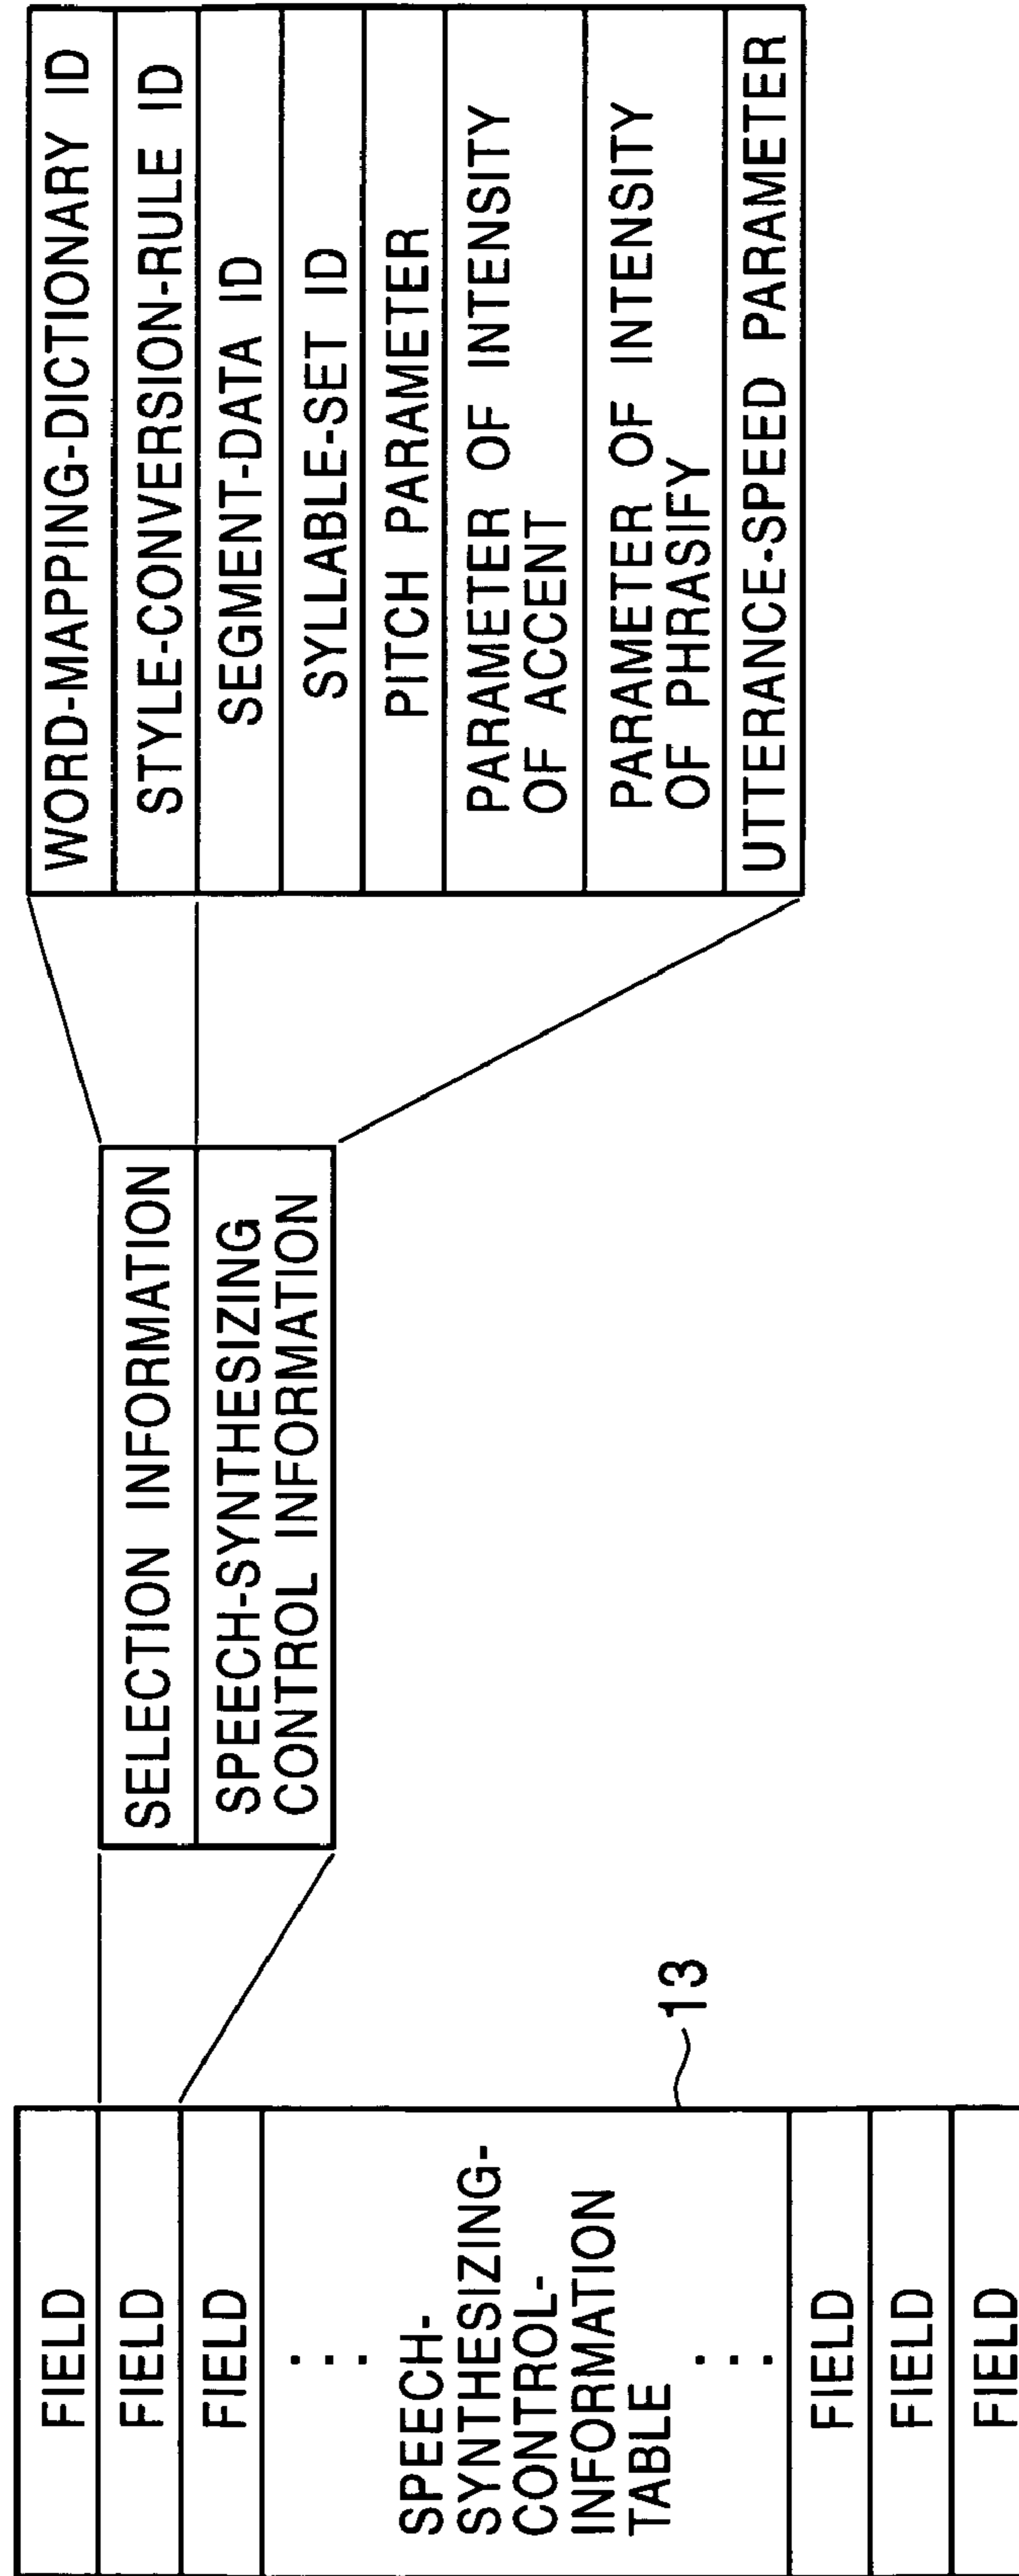 FIELD
FIELD
FIELD
...
SPEECH-
SYNTHESIZING-
CONTROL-
INFORMATION
TABLE
...
FIELD
FIELD
FIELD
13
SELECTION INFORMATION
SPEECH-SYNTHESIZING
CONTROL INFORMATION
WORD-MAPPING-DICTIONARY ID
STYLE-CONVERSION-RULE ID
SEGMENT-DATA ID
SYLLABLE-SET ID
PITCH PARAMETER
PARAMETER OF INTENSITY
OF ACCENT
PARAMETER OF INTENSITY
OF PHRASIFY
UTTERANCE-SPEED PARAMETER